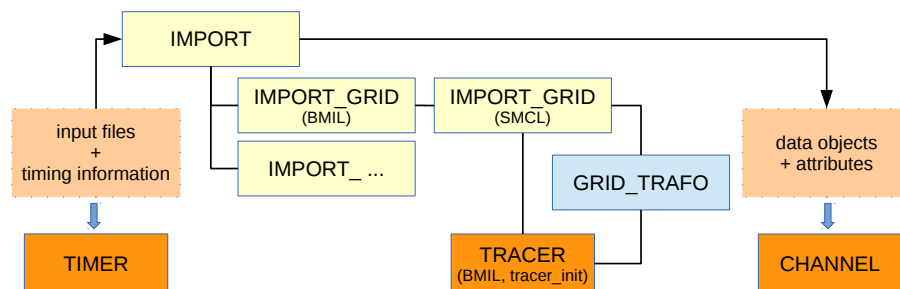 IMPORT
IMPORT_GRID
(BMIL)
IMPORT_GRID
(SMCL)
input files
+
timing information
data objects
+ attributes
IMPORT_ ...
GRID_TRAFO
TIMER
TRACER
(BMIL, tracer_init)
CHANNEL